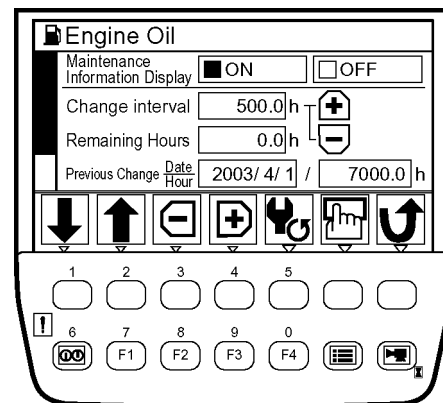 Engine Oil
Maintenance
Information Display ON OFF
Change interval 500.0 h
Remaining Hours 0.0 h
Previous Change Date
Hour 2003/ 4/ 1 / 7000.0 h
1 2 3 4 5
! 6 7 8 9 0
F1 F2 F3 F4